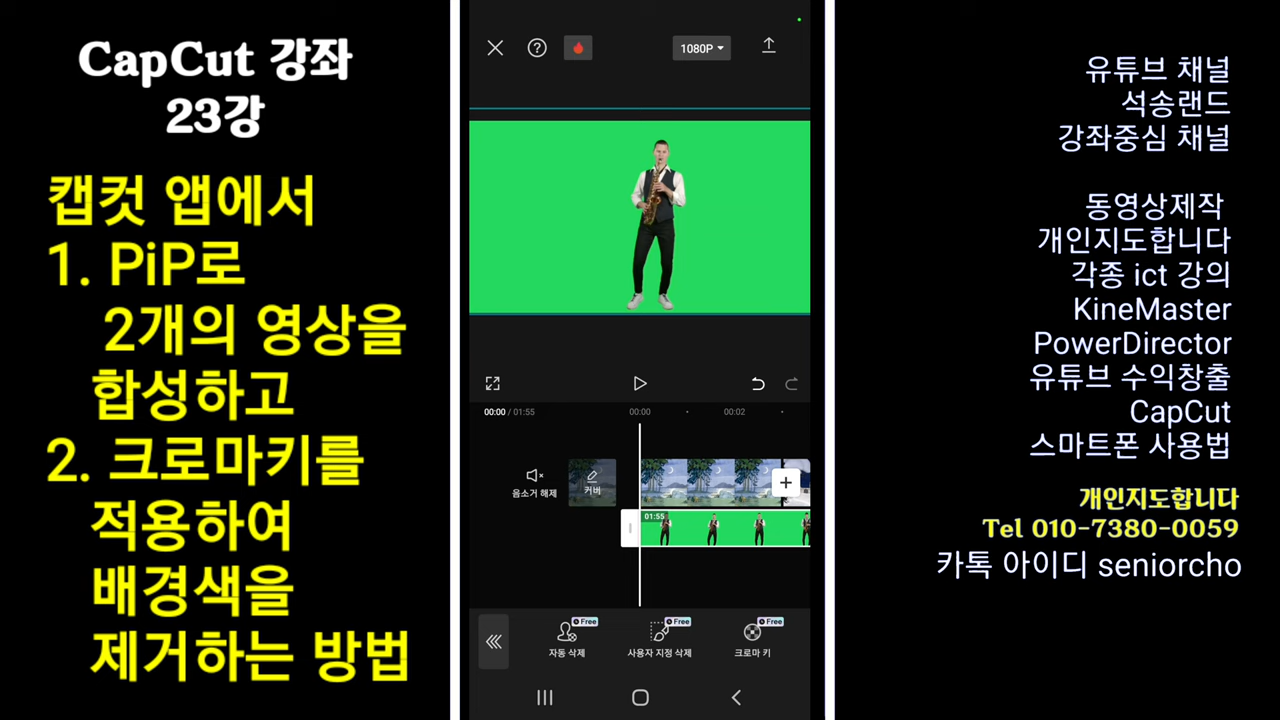 CapCut 강좌
23강
캡컷 앱에서
1. PiP로
2개의 영상을
합성하고
2. 크로마키를
적용하여
배경색을
제거하는 방법
1080P
00:00 / 01:55
00:00
00:02
음소거 해제
커버
01:55
Free
Free
Free
자동 삭제
사용자 지정 삭제
크로마 키
유튜브 채널
석송랜드
강좌중심 채널
동영상제작
개인지도합니다
각종 ict 강의
KineMaster
PowerDirector
유튜브 수익창출
CapCut
스마트폰 사용법
개인지도합니다
Tel 010-7380-0059
카톡 아이디 seniorcho